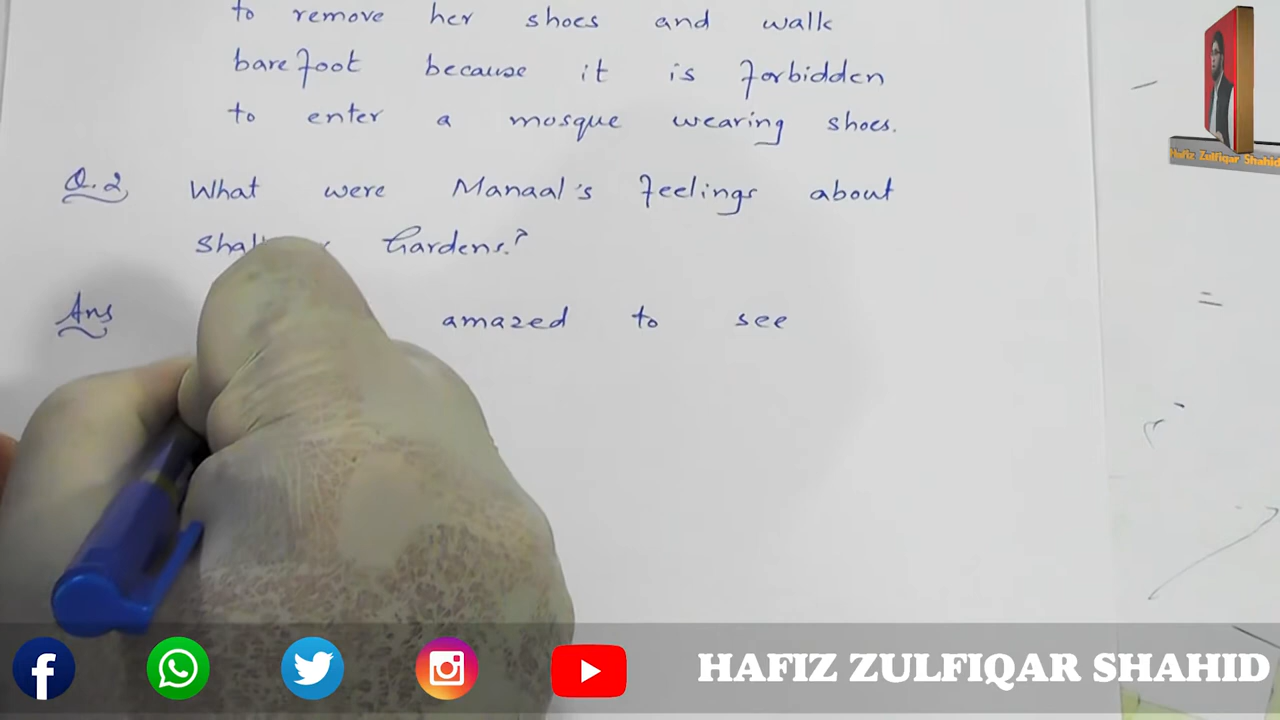 to remove her shoes and walk
barefoot because it is forbidden
to enter a mosque wearing shoes.
Q.2 What were Manaal's feelings about
Gardens.?
Ans amazed to see
Hafiz Zulfiqar Shahid
HAFIZ ZULFIQAR SHAHID